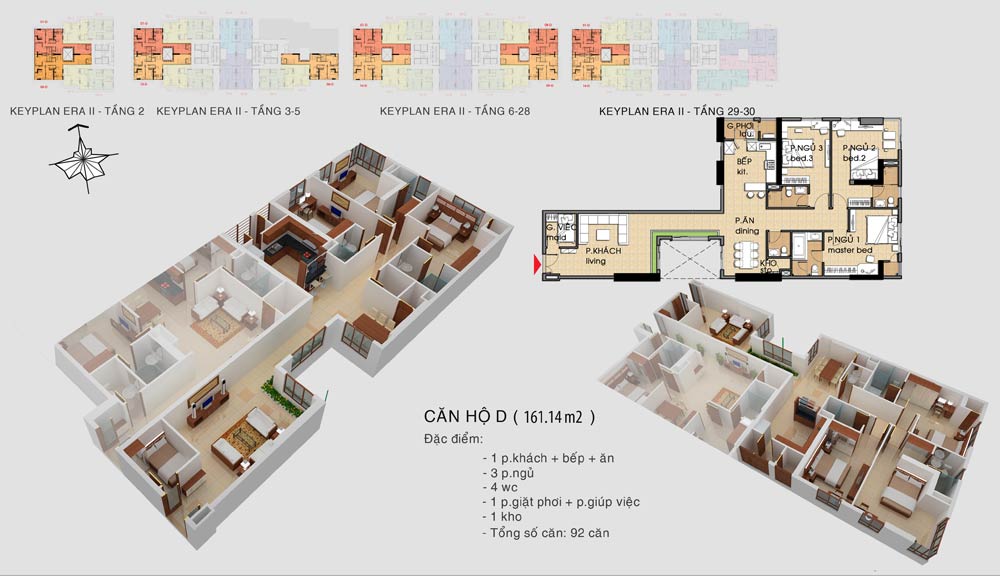 KEYPLAN ERA II - TẦNG 2
KEYPLAN ERA II - TẦNG 3-5
KEYPLAN ERA II - TẦNG 6-28
KEYPLAN ERA II - TẦNG 29-30
G.PHƠI
lau.
BẾP
kit.
P.NGỦ 3
bed.3
P.NGỦ 2
bed.2
G. VIỆC
maid
P.KHÁCH
living
P.ĂN
dining
KHO
sto.
P.NGỦ 1
master bed
CĂN HỘ D ( 161.14m2 )
Đặc điểm:
- 1 p.khách + bếp + ăn
- 3 p.ngủ
- 4 wc
- 1 p.giặt phơi + p.giúp việc
- 1 kho
- Tổng số căn: 92 căn